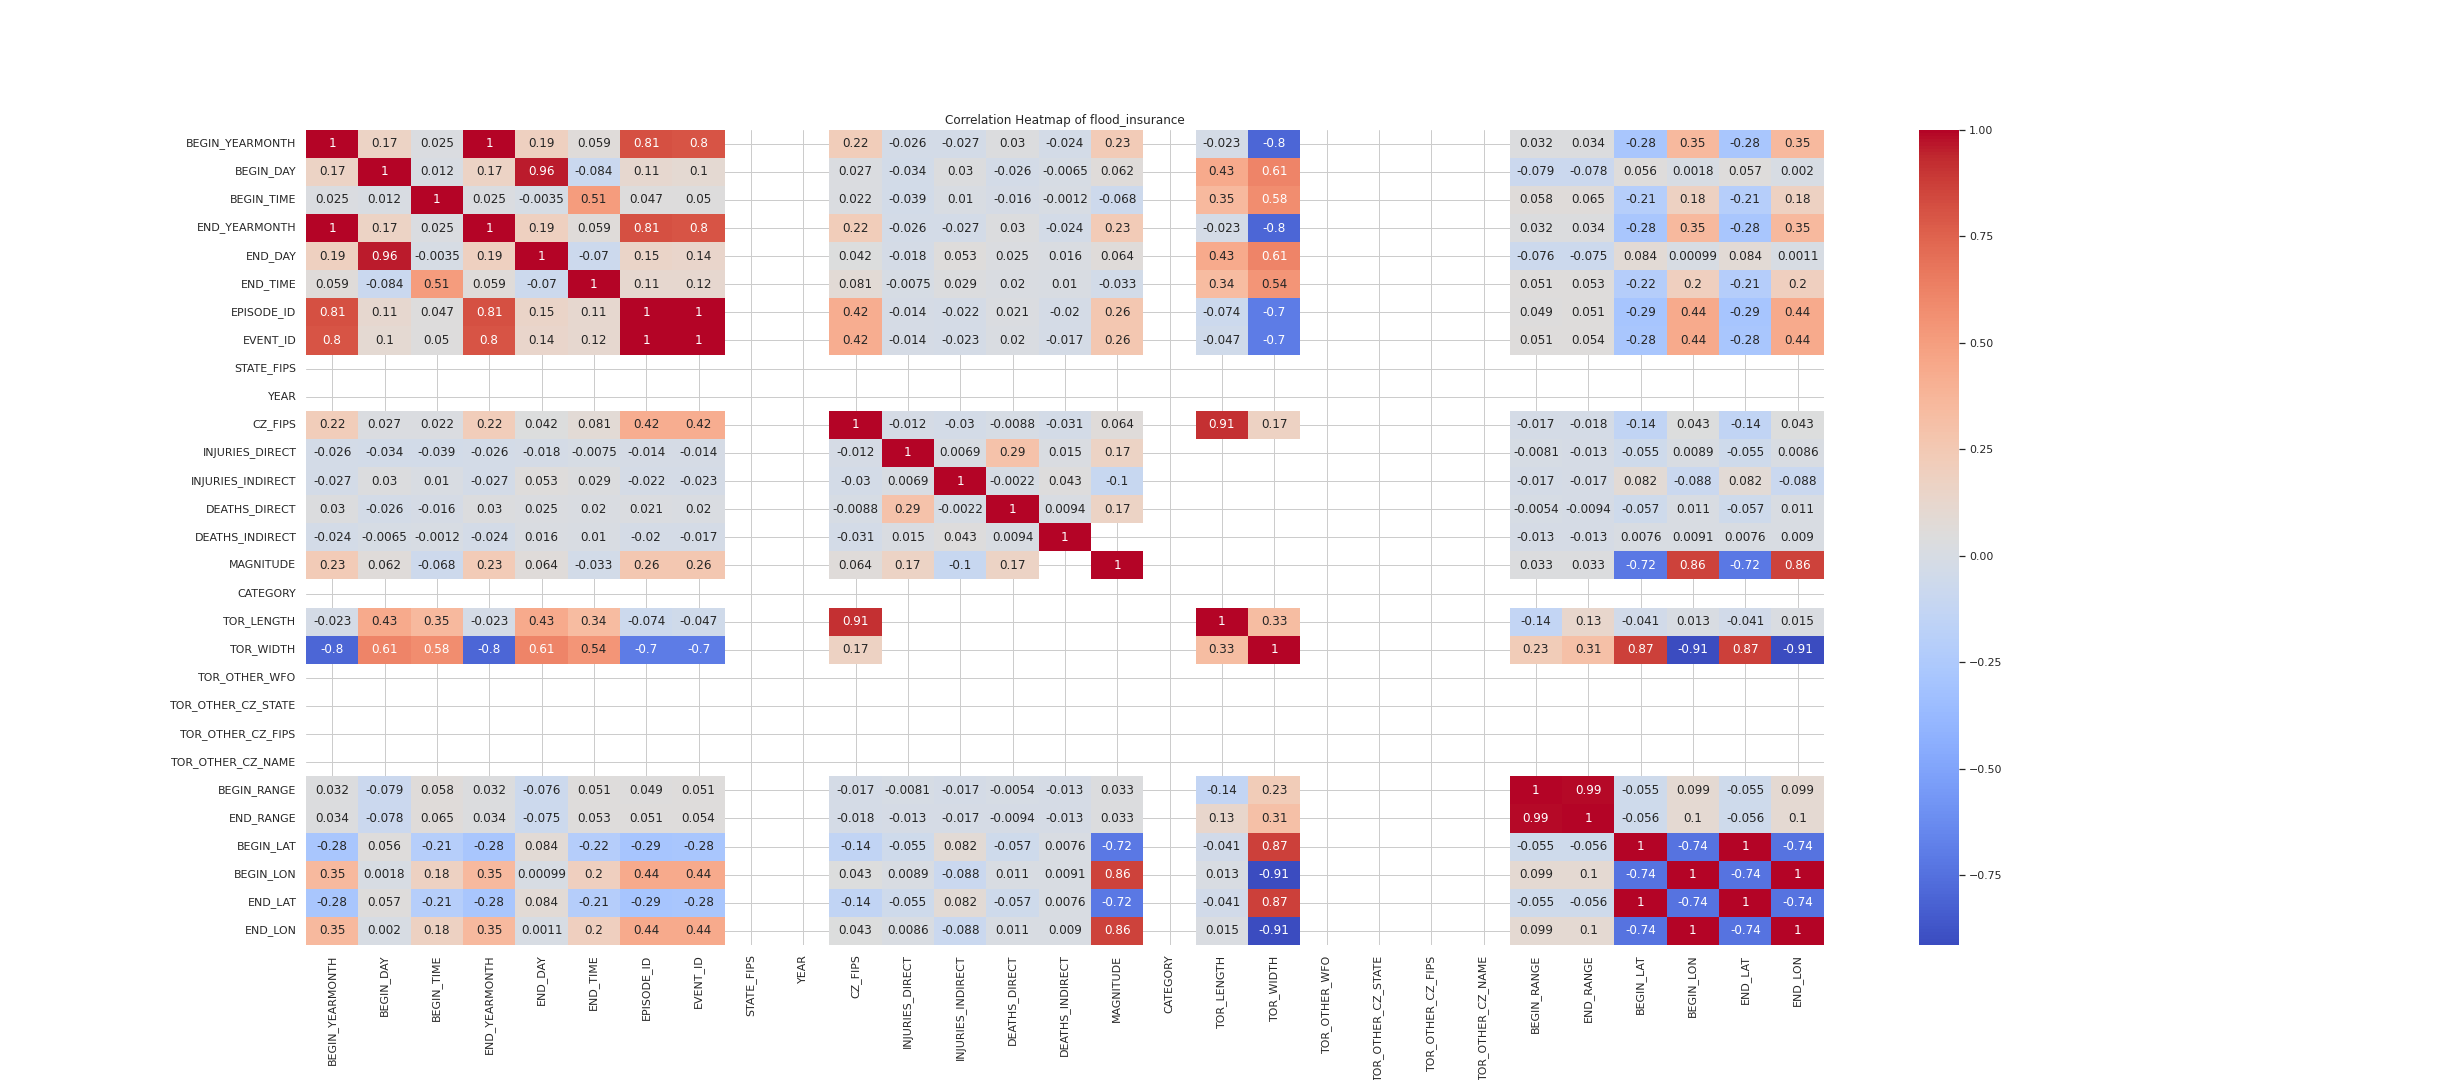 Correlation Heatmap of flood_insurance
BEGIN_YEARMONTH 1 0.17 0.025 1 0.19 0.059 0.81 0.8 0.22 -0.026 -0.027 0.03 -0.024 0.23 -0.023 -0.8 0.032 0.034 -0.28 0.35 -0.28 0.35 1.00
BEGIN_DAY 0.17 1 0.012 0.17 0.96 -0.084 0.11 0.1 0.027 -0.034 0.03 -0.026 -0.0065 0.062 0.43 0.61 -0.079 -0.078 0.056 0.0018 0.057 0.002
BEGIN_TIME 0.025 0.012 1 0.025 -0.0035 0.51 0.047 0.05 0.022 -0.039 0.01 -0.016 -0.0012 -0.068 0.35 0.58 0.058 0.065 -0.21 0.18 -0.21 0.18
END_YEARMONTH 1 0.17 0.025 1 0.19 0.059 0.81 0.8 0.22 -0.026 -0.027 0.03 -0.024 0.23 -0.023 -0.8 0.032 0.034 -0.28 0.35 -0.28 0.35 0.75
END_DAY 0.19 0.96 -0.0035 0.19 1 -0.07 0.15 0.14 0.042 -0.018 0.053 0.025 0.016 0.064 0.43 0.61 -0.076 -0.075 0.084 0.00099 0.084 0.0011
END_TIME 0.059 -0.084 0.51 0.059 -0.07 1 0.11 0.12 0.081 -0.0075 0.029 0.02 0.01 -0.033 0.34 0.54 0.051 0.053 -0.22 0.2 -0.21 0.2
EPISODE_ID 0.81 0.11 0.047 0.81 0.15 0.11 1 1 0.42 -0.014 -0.022 0.021 -0.02 0.26 -0.074 -0.7 0.049 0.051 -0.29 0.44 -0.29 0.44
EVENT_ID 0.8 0.1 0.05 0.8 0.14 0.12 1 1 0.42 -0.014 -0.023 0.02 -0.017 0.26 -0.047 -0.7 0.051 0.054 -0.28 0.44 -0.28 0.44 0.50
STATE_FIPS
YEAR
CZ_FIPS 0.22 0.027 0.022 0.22 0.042 0.081 0.42 0.42 1 -0.012 -0.03 -0.0088 -0.031 0.064 0.91 0.17 -0.017 -0.018 -0.14 0.043 -0.14 0.043
INJURIES_DIRECT -0.026 -0.034 -0.039 -0.026 -0.018 -0.0075 -0.014 -0.014 -0.012 1 0.0069 0.29 0.015 0.17 -0.0081 -0.013 -0.055 0.0089 -0.055 0.0086 0.25
INJURIES_INDIRECT -0.027 0.03 0.01 -0.027 0.053 0.029 -0.022 -0.023 -0.03 0.0069 1 -0.0022 0.043 -0.1 -0.017 -0.017 0.082 -0.088 0.082 -0.088
DEATHS_DIRECT 0.03 -0.026 -0.016 0.03 0.025 0.02 0.021 0.02 -0.0088 0.29 -0.0022 1 0.0094 0.17 -0.0054 -0.0094 -0.057 0.011 -0.057 0.011
DEATHS_INDIRECT -0.024 -0.0065 -0.0012 -0.024 0.016 0.01 -0.02 -0.017 -0.031 0.015 0.043 0.0094 1 -0.013 -0.013 0.0076 0.0091 0.0076 0.009
MAGNITUDE 0.23 0.062 -0.068 0.23 0.064 -0.033 0.26 0.26 0.064 0.17 -0.1 0.17 1 0.033 0.033 -0.72 0.86 -0.72 0.86 0.00
CATEGORY
TOR_LENGTH -0.023 0.43 0.35 -0.023 0.43 0.34 -0.074 -0.047 0.91 1 0.33 -0.14 0.13 -0.041 0.013 -0.041 0.015
TOR_WIDTH -0.8 0.61 0.58 -0.8 0.61 0.54 -0.7 -0.7 0.17 0.33 1 0.23 0.31 0.87 -0.91 0.87 -0.91 −0.25
TOR_OTHER_WFO
TOR_OTHER_CZ_STATE
TOR_OTHER_CZ_FIPS
TOR_OTHER_CZ_NAME −0.50
BEGIN_RANGE 0.032 -0.079 0.058 0.032 -0.076 0.051 0.049 0.051 -0.017 -0.0081 -0.017 -0.0054 -0.013 0.033 -0.14 0.23 1 0.99 -0.055 0.099 -0.055 0.099
END_RANGE 0.034 -0.078 0.065 0.034 -0.075 0.053 0.051 0.054 -0.018 -0.013 -0.017 -0.0094 -0.013 0.033 0.13 0.31 0.99 1 -0.056 0.1 -0.056 0.1
BEGIN_LAT -0.28 0.056 -0.21 -0.28 0.084 -0.22 -0.29 -0.28 -0.14 -0.055 0.082 -0.057 0.0076 -0.72 -0.041 0.87 -0.055 -0.056 1 -0.74 1 -0.74
BEGIN_LON 0.35 0.0018 0.18 0.35 0.00099 0.2 0.44 0.44 0.043 0.0089 -0.088 0.011 0.0091 0.86 0.013 -0.91 0.099 0.1 -0.74 1 -0.74 1 −0.75
END_LAT -0.28 0.057 -0.21 -0.28 0.084 -0.21 -0.29 -0.28 -0.14 -0.055 0.082 -0.057 0.0076 -0.72 -0.041 0.87 -0.055 -0.056 1 -0.74 1 -0.74
END_LON 0.35 0.002 0.18 0.35 0.0011 0.2 0.44 0.44 0.043 0.0086 -0.088 0.011 0.009 0.86 0.015 -0.91 0.099 0.1 -0.74 1 -0.74 1
BEGIN_YEARMONTH
BEGIN_DAY
BEGIN_TIME
END_YEARMONTH
END_DAY
END_TIME
EPISODE_ID
EVENT_ID
STATE_FIPS
YEAR
CZ_FIPS
INJURIES_DIRECT
INJURIES_INDIRECT
DEATHS_DIRECT
DEATHS_INDIRECT
MAGNITUDE
CATEGORY
TOR_LENGTH
TOR_WIDTH
TOR_OTHER_WFO
TOR_OTHER_CZ_STATE
TOR_OTHER_CZ_FIPS
TOR_OTHER_CZ_NAME
BEGIN_RANGE
END_RANGE
BEGIN_LAT
BEGIN_LON
END_LAT
END_LON